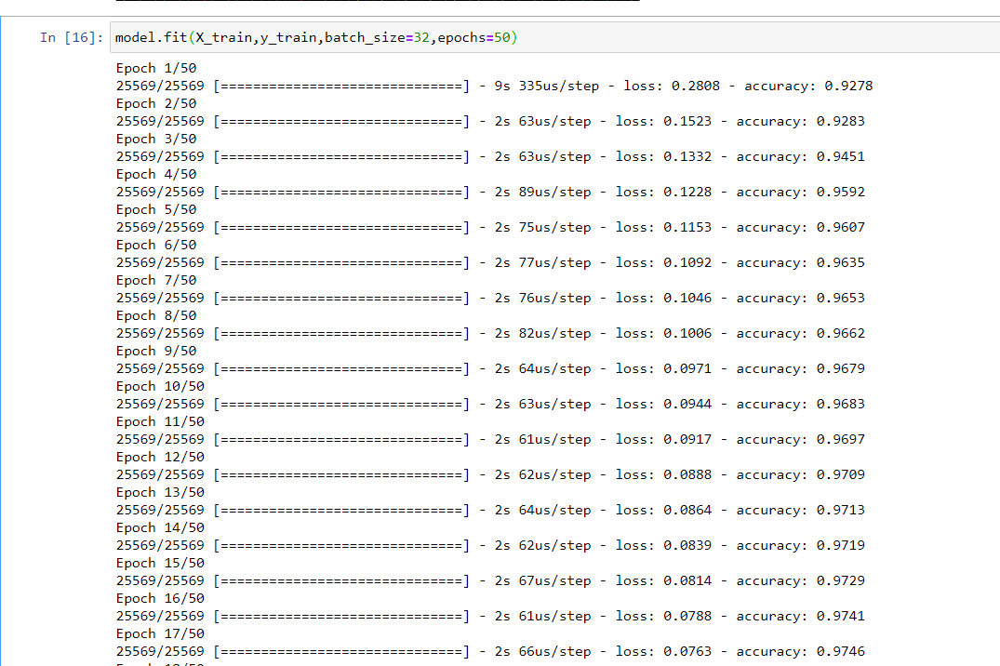 In [16]: model.fit(X_train,y_train,batch_size=32,epochs=50)
Epoch 1/50
25569/25569 [==============================] - 9s 335us/step - loss: 0.2808 - accuracy: 0.9278
Epoch 2/50
25569/25569 [==============================] - 2s 63us/step - loss: 0.1523 - accuracy: 0.9283
Epoch 3/50
25569/25569 [==============================] - 2s 63us/step - loss: 0.1332 - accuracy: 0.9451
Epoch 4/50
25569/25569 [==============================] - 2s 89us/step - loss: 0.1228 - accuracy: 0.9592
Epoch 5/50
25569/25569 [==============================] - 2s 75us/step - loss: 0.1153 - accuracy: 0.9607
Epoch 6/50
25569/25569 [==============================] - 2s 77us/step - loss: 0.1092 - accuracy: 0.9635
Epoch 7/50
25569/25569 [==============================] - 2s 76us/step - loss: 0.1046 - accuracy: 0.9653
Epoch 8/50
25569/25569 [==============================] - 2s 82us/step - loss: 0.1006 - accuracy: 0.9662
Epoch 9/50
25569/25569 [==============================] - 2s 64us/step - loss: 0.0971 - accuracy: 0.9679
Epoch 10/50
25569/25569 [==============================] - 2s 63us/step - loss: 0.0944 - accuracy: 0.9683
Epoch 11/50
25569/25569 [==============================] - 2s 61us/step - loss: 0.0917 - accuracy: 0.9697
Epoch 12/50
25569/25569 [==============================] - 2s 62us/step - loss: 0.0888 - accuracy: 0.9709
Epoch 13/50
25569/25569 [==============================] - 2s 64us/step - loss: 0.0864 - accuracy: 0.9713
Epoch 14/50
25569/25569 [==============================] - 2s 62us/step - loss: 0.0839 - accuracy: 0.9719
Epoch 15/50
25569/25569 [==============================] - 2s 67us/step - loss: 0.0814 - accuracy: 0.9729
Epoch 16/50
25569/25569 [==============================] - 2s 61us/step - loss: 0.0788 - accuracy: 0.9741
Epoch 17/50
25569/25569 [==============================] - 2s 66us/step - loss: 0.0763 - accuracy: 0.9746